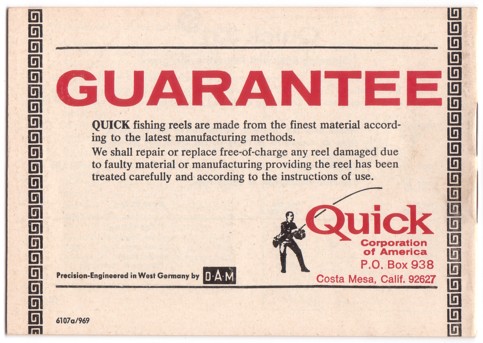 GUARANTEE
QUICK fishing reels are made from the finest material accord-
ing to the latest manufacturing methods.
We shall repair or replace free-of-charge any reel damaged due
to faulty material or manufacturing providing the reel has been
treated carefully and according to the instructions of use.
Quick
Corporation
of America
P.O. Box 938
Costa Mesa, Calif. 92627
Precision-Engineered in West Germany by D·A·M
6107a/969